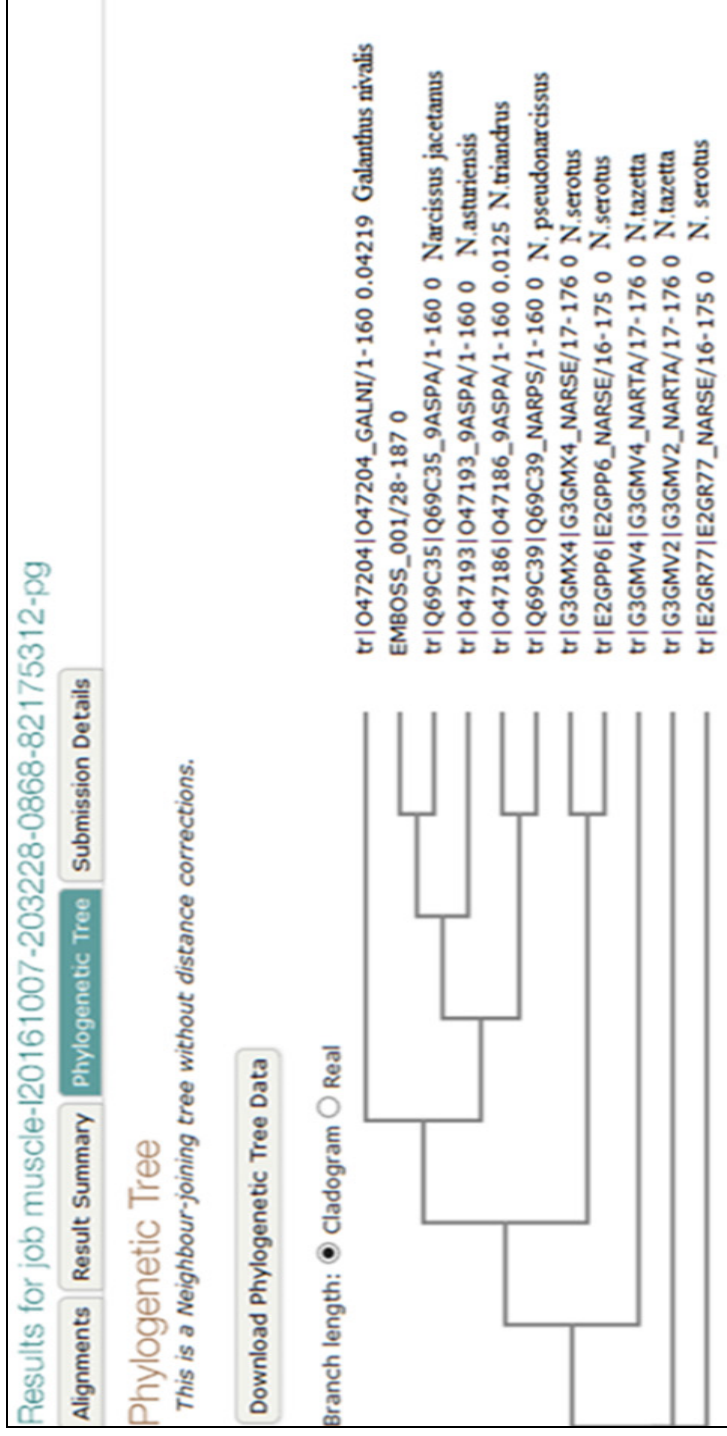 Results for job muscle-I20161007-203228-0868-82175312-pg
Alignments Result Summary Phylogenetic Tree Submission Details
Phylogenetic Tree
This is a Neighbour-joining tree without distance corrections.
Download Phylogenetic Tree Data
Branch length: Cladogram Real
tr|O47204|O47204_GALNI/1-160 0.04219 Galanthus nivalis
EMBOSS_001/28-187 0
tr|Q69C35|Q69C35_9ASPA/1-160 0 Narcissus jacetanus
tr|O47193|O47193_9ASPA/1-160 0 N.asturiensis
tr|O47186|O47186_9ASPA/1-160 0.0125 N.triandrus
tr|Q69C39|Q69C39_NARPS/1-160 0 N. pseudonarcissus
tr|G3GMX4|G3GMX4_NARSE/17-176 0 N.serotus
tr|E2GPP6|E2GPP6_NARSE/16-175 0 N.serotus
tr|G3GMV4|G3GMV4_NARTA/17-176 0 N.tazetta
tr|G3GMV2|G3GMV2_NARTA/17-176 0 N.tazetta
tr|E2GR77|E2GR77_NARSE/16-175 0 N. serotus